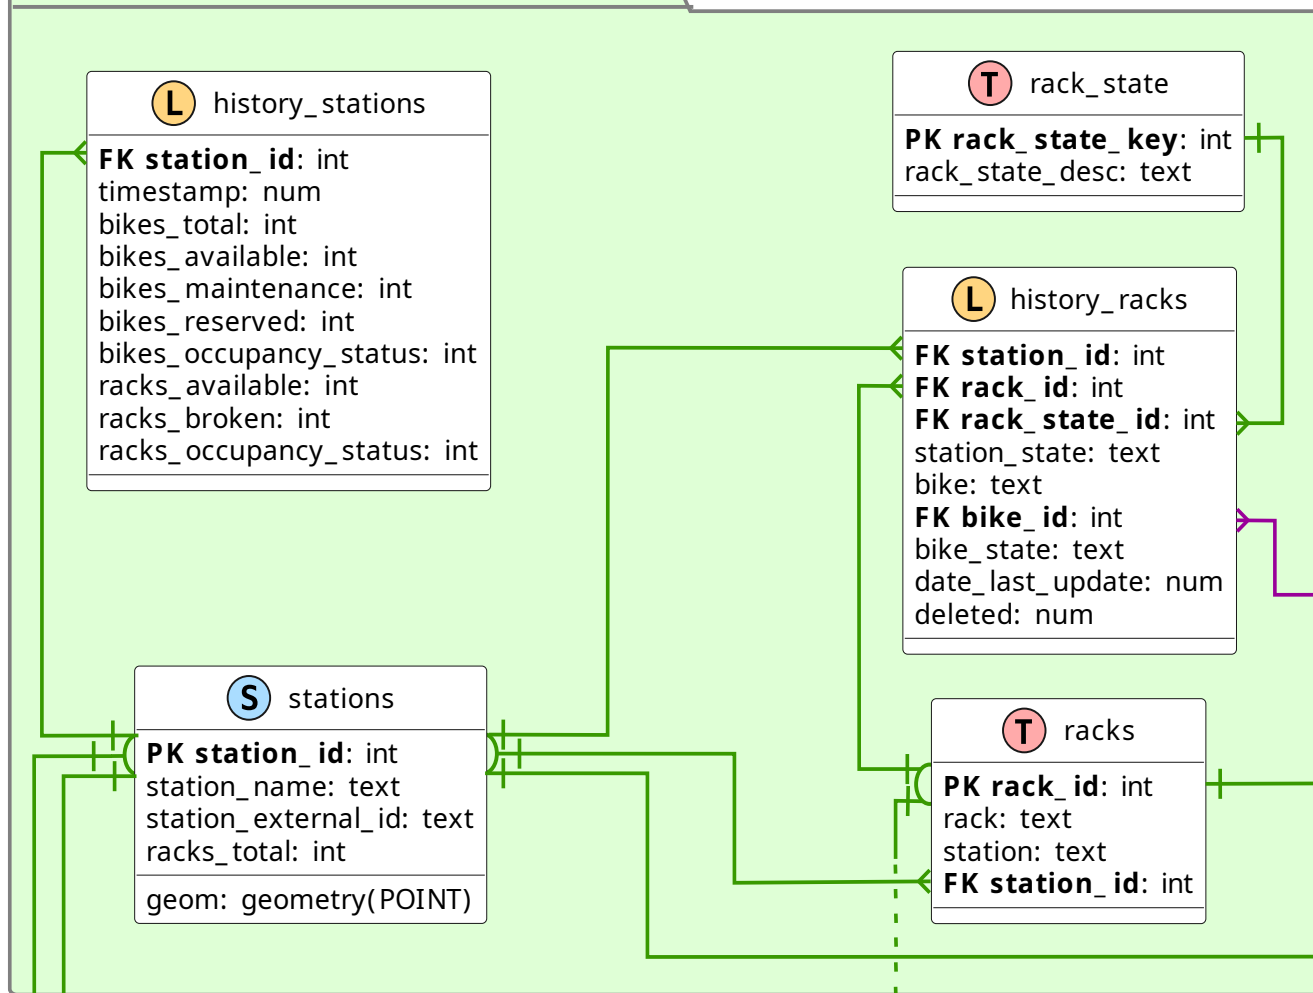 L history_stations
FK station_id: int
timestamp: num
bikes_total: int
bikes_available: int
bikes_maintenance: int
bikes_reserved: int
bikes_occupancy_status: int
racks_available: int
racks_broken: int
racks_occupancy_status: int
T rack_state
PK rack_state_key: int
rack_state_desc: text
L history_racks
FK station_id: int
FK rack_id: int
FK rack_state_id: int
station_state: text
bike: text
FK bike_id: int
bike_state: text
date_last_update: num
deleted: num
S stations
PK station_id: int
station_name: text
station_external_id: text
racks_total: int
geom: geometry(POINT)
T racks
PK rack_id: int
rack: text
station: text
FK station_id: int